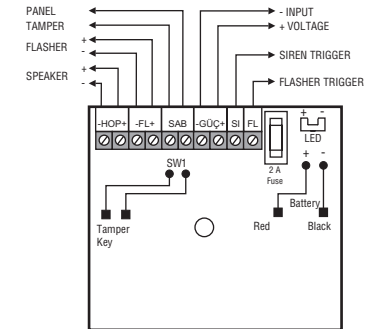 PANEL
TAMPER
FLASHER
+
-
SPEAKER
+
-
- INPUT
+ VOLTAGE
SIREN TRIGGER
FLASHER TRIGGER
-HOP+ -FL+ SAB -GÜÇ+ SI FL
+ -
LED
2 A
Fuse
SW1
+ -
Battery
Tamper
Key
Red
Black